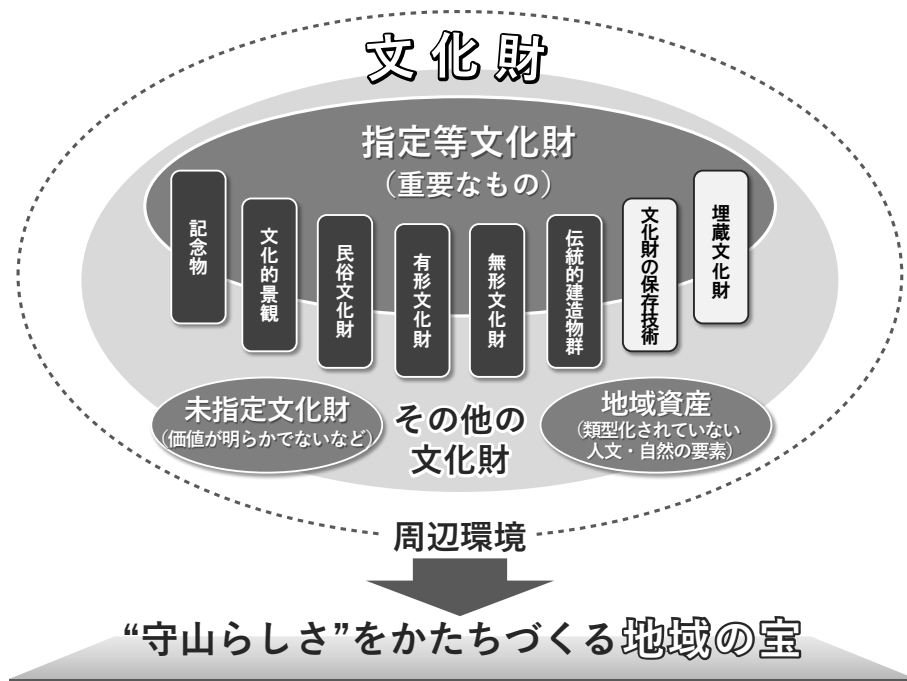 文化財
指定等文化財
（重要なもの）
記念物
文化的景観
民俗文化財
有形文化財
無形文化財
伝統的建造物群
文化財の保存技術
埋蔵文化財
未指定文化財
（価値が明らかでないなど）
その他の
文化財
地域資産
（類型化されていない
人文・自然の要素）
周辺環境
“守山らしさ”をかたちづくる地域の宝